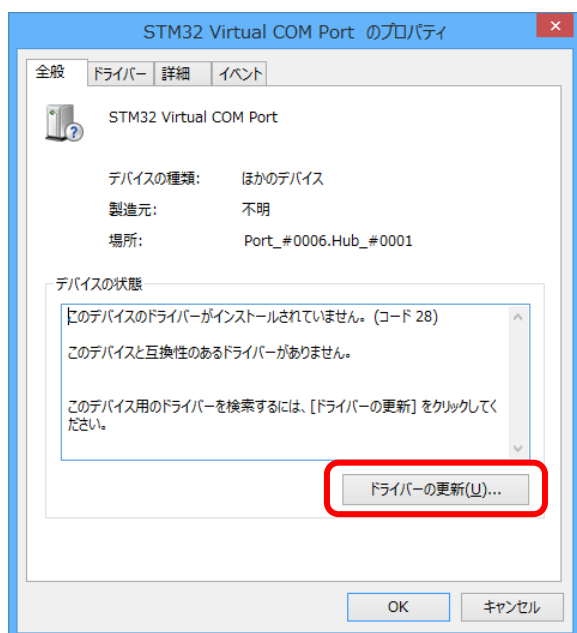 STM32 Virtual COM Port のプロパティ
全般 ドライバー 詳細 イベント
STM32 Virtual COM Port
デバイスの種類: ほかのデバイス
製造元: 不明
場所: Port_#0006.Hub_#0001
デバイスの状態
このデバイスのドライバーがインストールされていません。(コード 28)
このデバイスと互換性のあるドライバーがありません。
このデバイス用のドライバーを検索するには、[ドライバーの更新] をクリックしてく
ださい。
ドライバーの更新(U)...
OK キャンセル